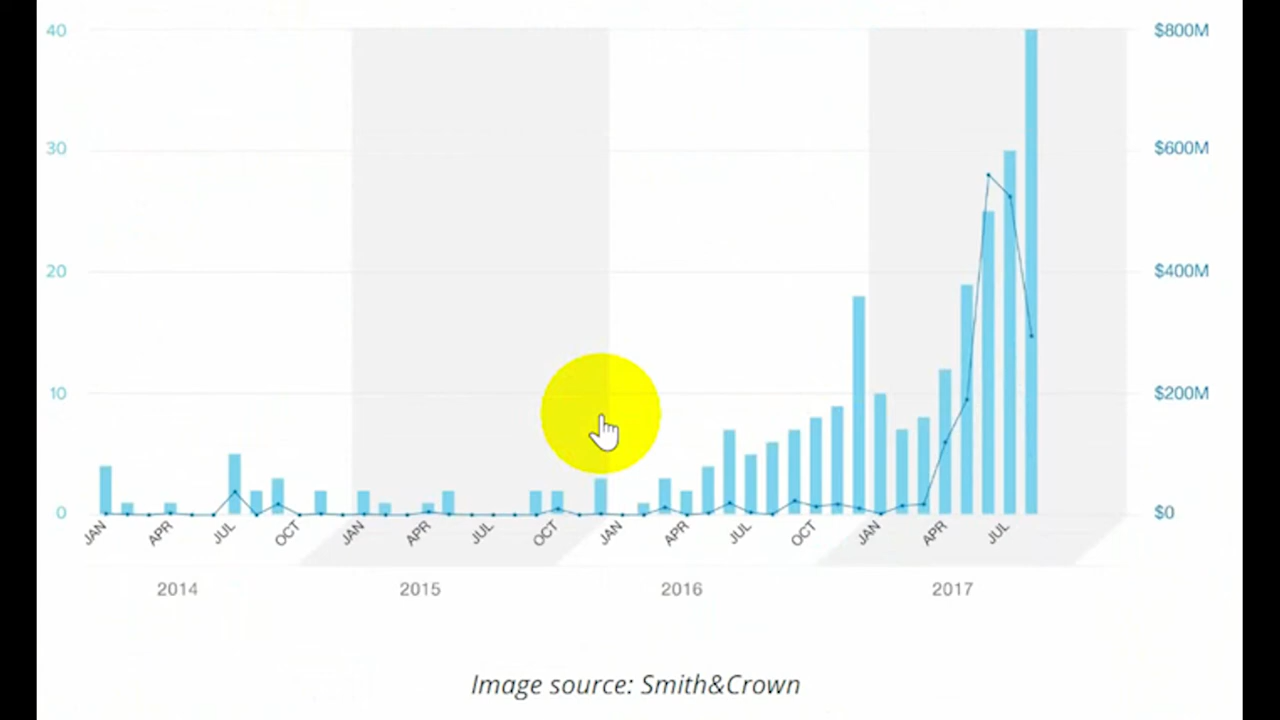 40
$800M
30
$600M
20
$400M
10
$200M
0
$0
JAN APR JUL OCT JAN APR JUL OCT JAN APR JUL OCT JAN APR JUL
2014 2015 2016 2017
Image source: Smith&Crown